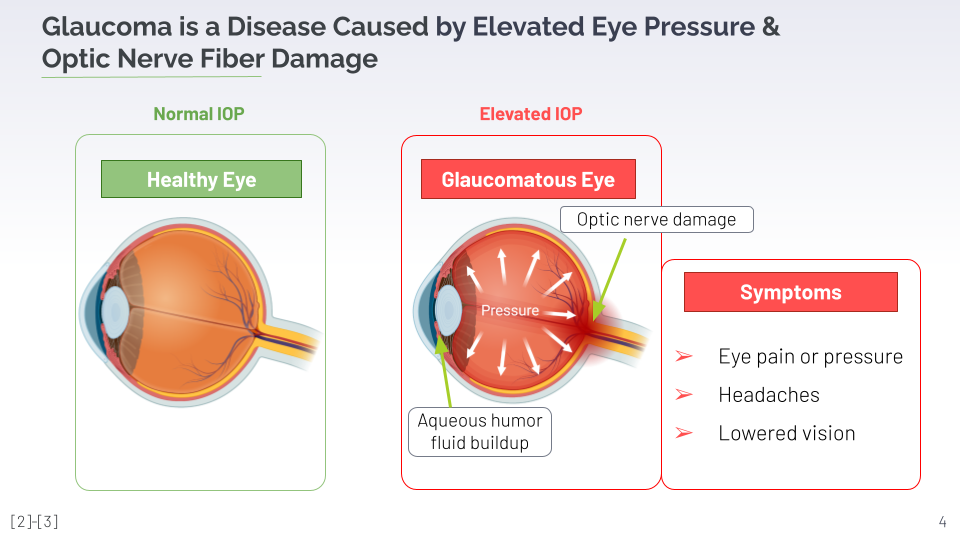 Glaucoma is a Disease Caused by Elevated Eye Pressure &
Optic Nerve Fiber Damage
Normal IOP
Healthy Eye
Elevated IOP
Glaucomatous Eye
Optic nerve damage
Pressure
Aqueous humor
fluid buildup
Symptoms
➢ Eye pain or pressure
➢ Headaches
➢ Lowered vision
[2]-[3]
4